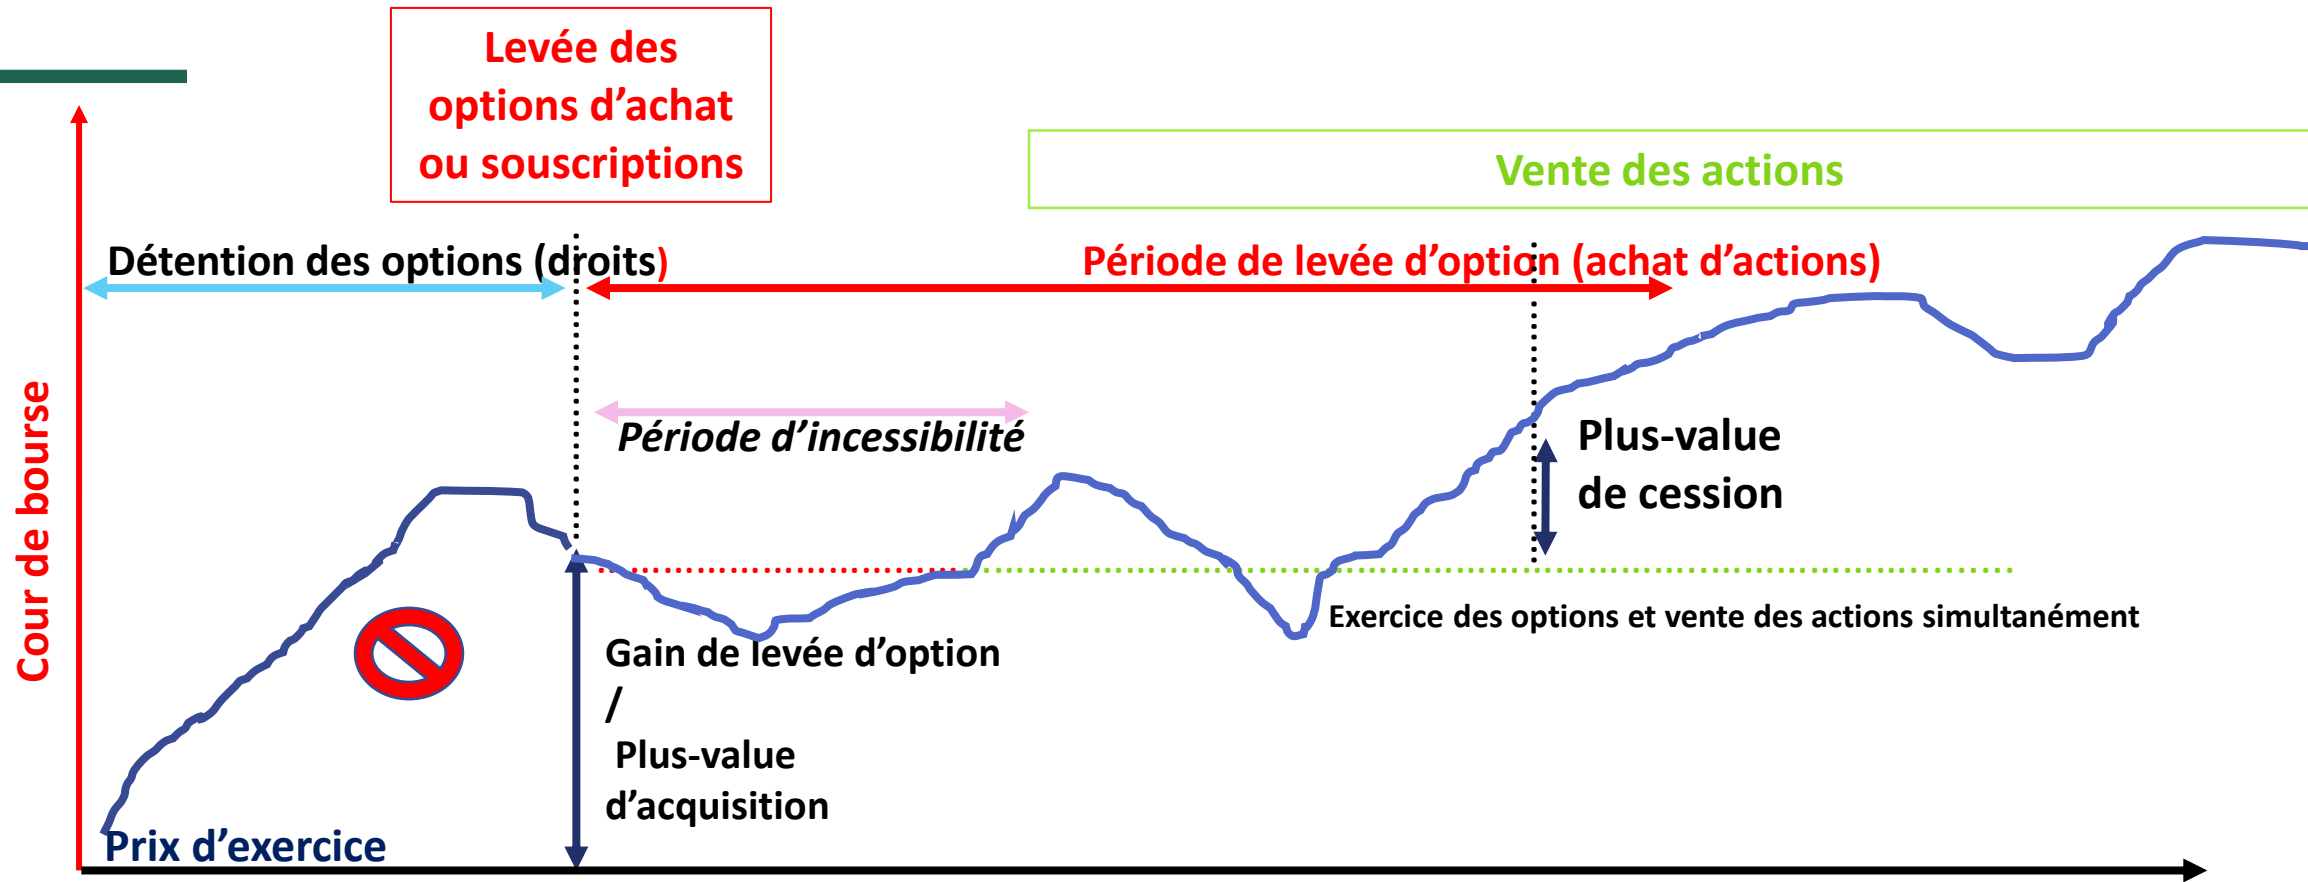 Levée des
options d’achat
ou souscriptions
Vente des actions
Détention des options (droits)
Période de levée d’option (achat d’actions)
Cour de bourse
Période d’incessibilité
Plus-value
de cession
Exercice des options et vente des actions simultanément
Gain de levée d’option
/
Plus-value
d’acquisition
Prix d’exercice